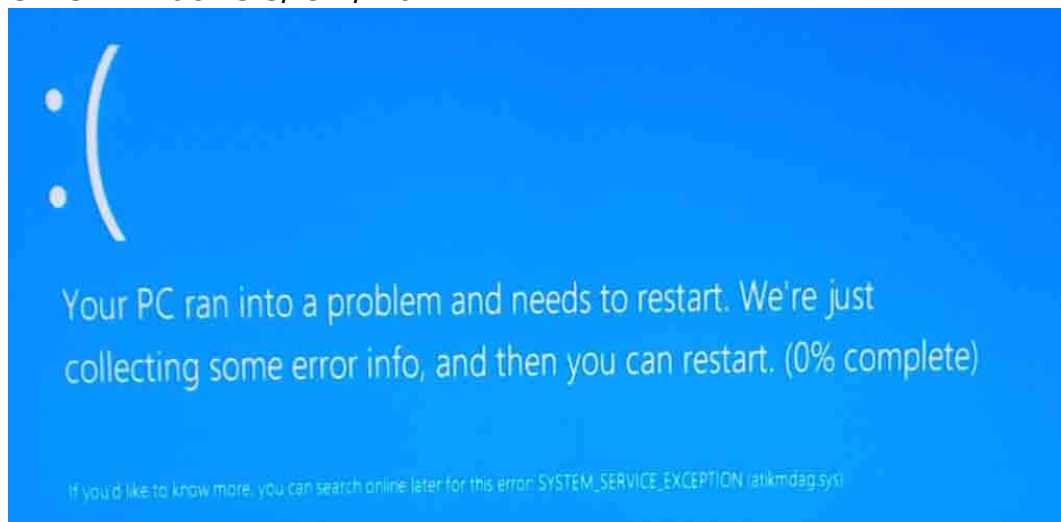 :(
Your PC ran into a problem and needs to restart. We're just
collecting some error info, and then you can restart. (0% complete)
If you'd like to know more, you can search online later for this error: SYSTEM_SERVICE_EXCEPTION (atikmdag.sys)